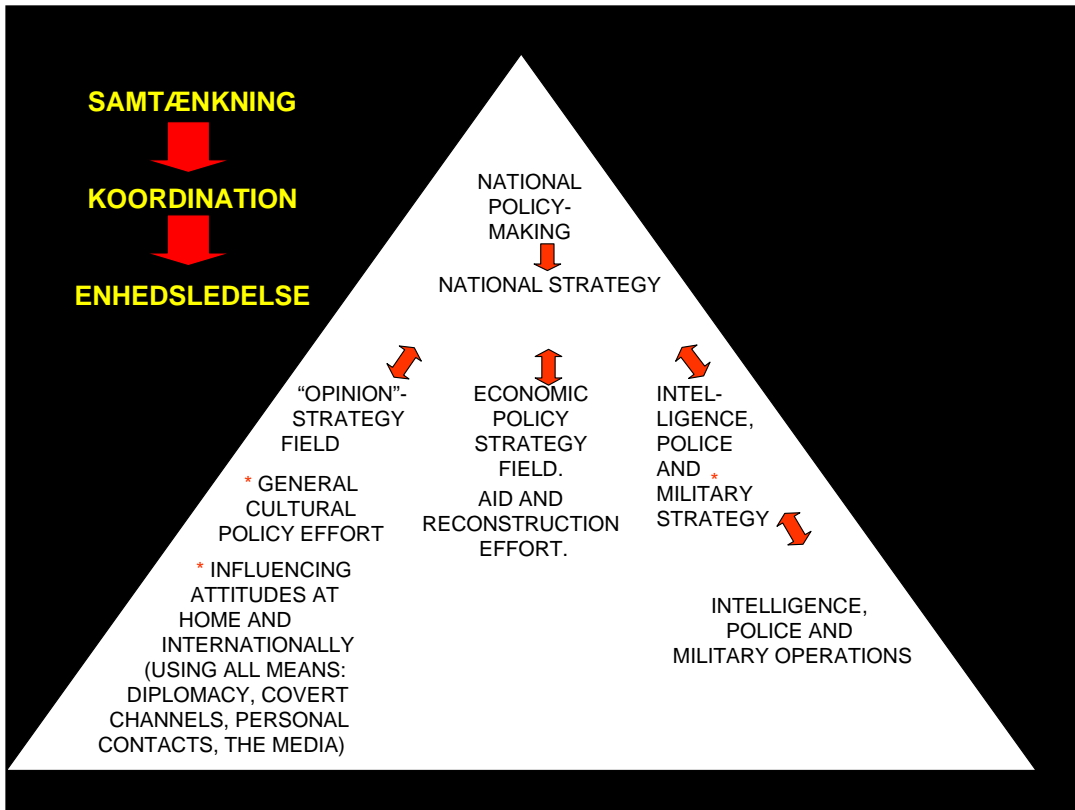 SAMTÆNKNING
KOORDINATION
ENHEDSLEDELSE
NATIONAL
POLICY-
MAKING
NATIONAL STRATEGY
“OPINION”-
STRATEGY
FIELD
* GENERAL
CULTURAL
POLICY EFFORT
* INFLUENCING
ATTITUDES AT
HOME AND
INTERNATIONALLY
(USING ALL MEANS:
DIPLOMACY, COVERT
CHANNELS, PERSONAL
CONTACTS, THE MEDIA)
ECONOMIC
POLICY
STRATEGY
FIELD.
AID AND
RECONSTRUCTION
EFFORT.
INTEL-
LIGENCE,
POLICE
AND *
MILITARY
STRATEGY
INTELLIGENCE,
POLICE AND
MILITARY OPERATIONS